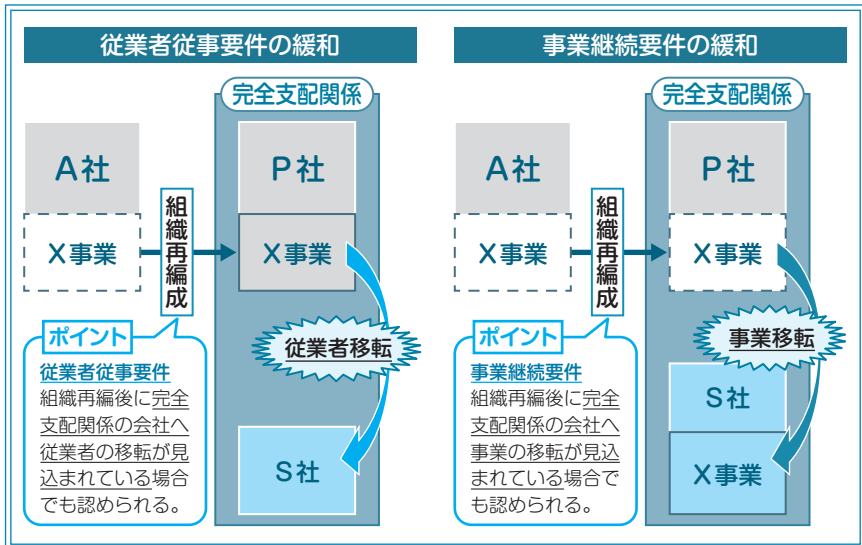 従業者従事要件の緩和
完全支配関係
A社
X事業
組織再編成
P社
X事業
従業者移転
S社
ポイント
従業者従事要件
組織再編後に完全
支配関係の会社へ
従業者の移転が見
込まれている場合
でも認められる。
事業継続要件の緩和
完全支配関係
A社
X事業
組織再編成
P社
X事業
事業移転
S社
X事業
ポイント
事業継続要件
組織再編後に完全
支配関係の会社へ
事業の移転が見込
まれている場合で
も認められる。